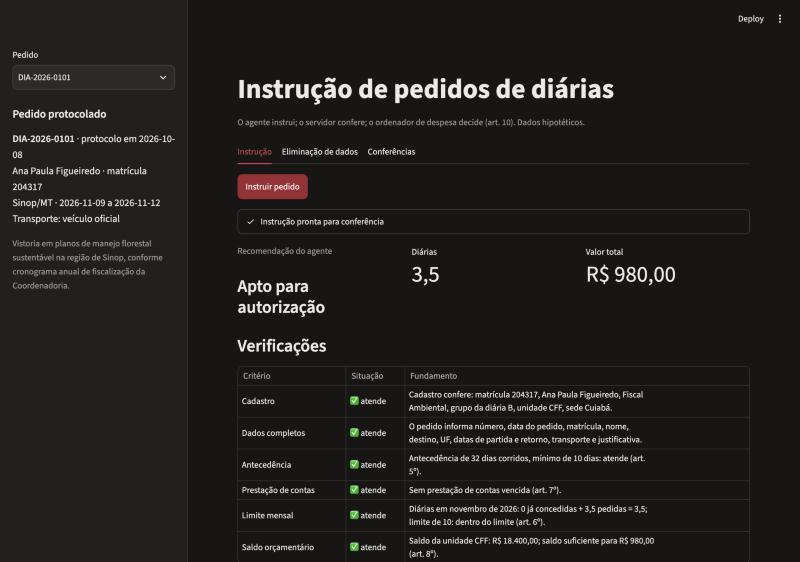 Deploy
Pedido
DIA-2026-0101
Pedido protocolado
DIA-2026-0101 · protocolo em 2026-10-
08
Ana Paula Figueiredo · matrícula
204317
Sinop/MT · 2026-11-09 a 2026-11-12
Transporte: veículo oficial
Vistoria em planos de manejo florestal
sustentável na região de Sinop, conforme
cronograma anual de fiscalização da
Coordenadoria.
Instrução de pedidos de diárias
O agente instrui; o servidor confere; o ordenador de despesa decide (art. 10). Dados hipotéticos.
Instrução Eliminação de dados Conferências
Instruir pedido
Instrução pronta para conferência
Recomendação do agente
Apto para
autorização
Diárias
3,5
Valor total
R$ 980,00
Verificações
Critério Situação Fundamento
Cadastro ✅ atende Cadastro confere: matrícula 204317, Ana Paula Figueiredo, Fiscal
Ambiental, grupo da diária B, unidade CFF, sede Cuiabá.
Dados completos ✅ atende O pedido informa número, data do pedido, matrícula, nome,
destino, UF, datas de partida e retorno, transporte e justificativa.
Antecedência ✅ atende Antecedência de 32 dias corridos, mínimo de 10 dias: atende (art.
5º).
Prestação de contas ✅ atende Sem prestação de contas vencida (art. 7º).
Limite mensal ✅ atende Diárias em novembro de 2026: 0 já concedidas + 3,5 pedidas = 3,5;
limite de 10: dentro do limite (art. 6º).
Saldo orçamentário ✅ atende Saldo da unidade CFF: R$ 18.400,00; saldo suficiente para R$ 980,00
(art. 8º).